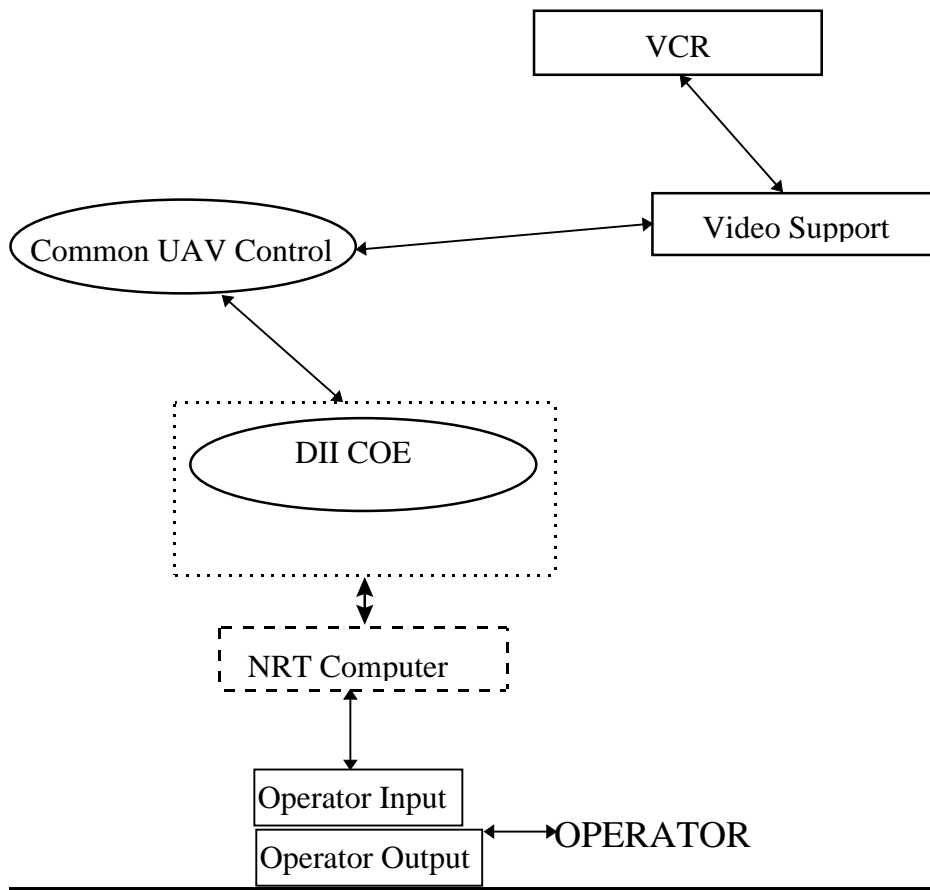 VCR
Video Support
Common UAV Control
DII COE
NRT Computer
Operator Input
Operator Output
OPERATOR